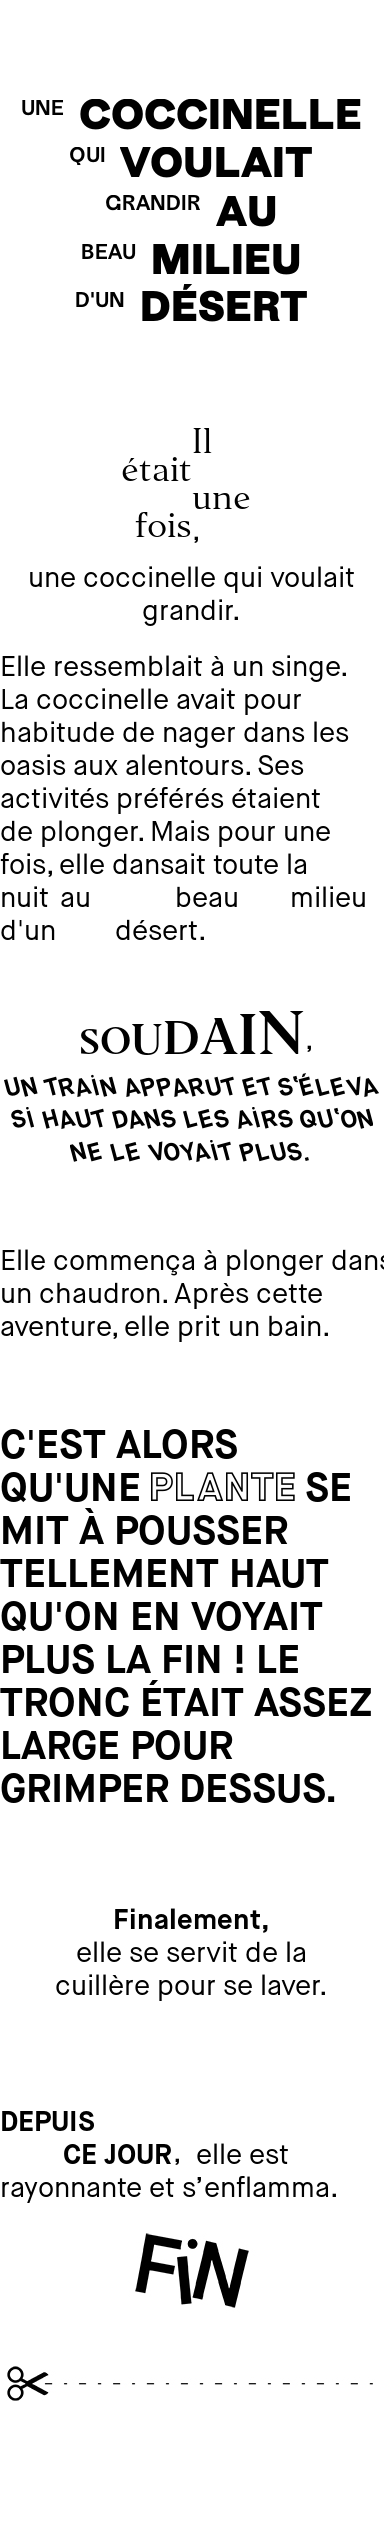 UNE COCCINELLE
QUI VOULAIT
GRANDIR AU
BEAU MILIEU
D'UN DÉSERT
Il
était
une
fois,
une coccinelle qui voulait
grandir.
Elle ressemblait à un singe.
La coccinelle avait pour
habitude de nager dans les
oasis aux alentours. Ses
activités préférés étaient
de plonger. Mais pour une
fois, elle dansait toute la
nuit au beau milieu
d'un désert.
SOUDAIN,
UN TRAIN APPARUT ET S'ÉLEVA
SI HAUT DANS LES AIRS QU'ON
NE LE VOYAIT PLUS.
Elle commença à plonger dans
un chaudron. Après cette
aventure, elle prit un bain.
C'EST ALORS
QU'UNE PLANTE SE
MIT À POUSSER
TELLEMENT HAUT
QU'ON EN VOYAIT
PLUS LA FIN ! LE
TRONC ÉTAIT ASSEZ
LARGE POUR
GRIMPER DESSUS.
Finalement,
elle se servit de la
cuillère pour se laver.
DEPUIS
CE JOUR, elle est
rayonnante et s’enflamma.
FIN